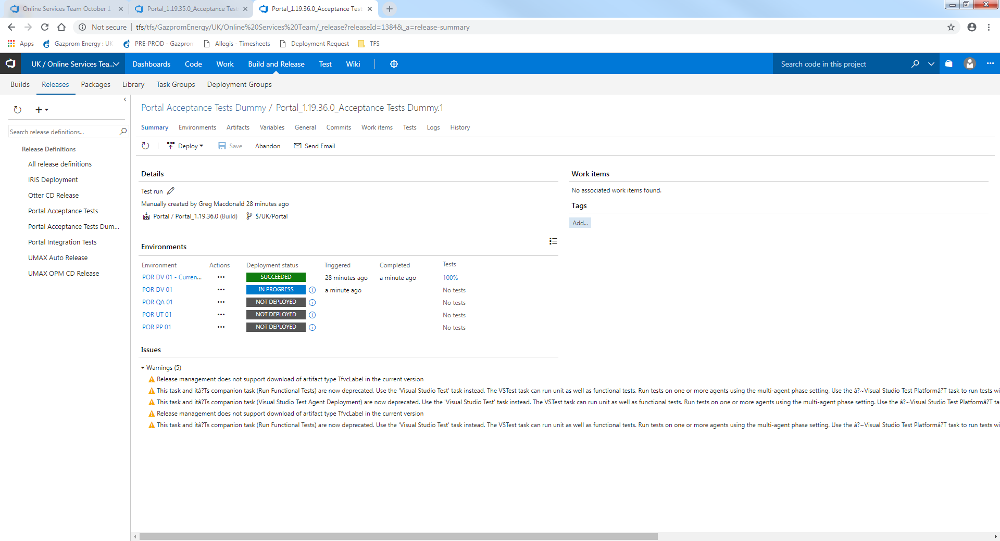 Online Services Team October 1
Portal_1.19.35.0_Acceptance Test
Portal_1.19.36.0_Acceptance Test
Not secure
tfs/tfs/GazpromEnergy/UK/Online%20Services%20Team/_release?releaseId=1384&_a=release-summary
Apps
Gazprom Energy : UK
PRE-PROD - Gazprom
Allegis - Timesheets
Deployment Request
TFS
UK / Online Services Tea...
Dashboards
Code
Work
Build and Release
Test
Wiki
Search code in this project
Builds
Releases
Packages
Library
Task Groups
Deployment Groups
Search release definitions...
Release Definitions
All release definitions
IRIS Deployment
Otter CD Release
Portal Acceptance Tests
Portal Acceptance Tests Dum...
Portal Integration Tests
UMAX Auto Release
UMAX OPM CD Release
Portal Acceptance Tests Dummy / Portal_1.19.36.0_Acceptance Tests Dummy.1
Summary
Environments
Artifacts
Variables
General
Commits
Work items
Tests
Logs
History
Deploy
Save
Abandon
Send Email
Details
Test run
Manually created by Greg Macdonald 28 minutes ago
Portal / Portal_1.19.36.0 (Build) $/UK/Portal
Work items
No associated work items found.
Tags
Add...
Environments
Environment Actions Deployment status Triggered Completed Tests
POR DV 01 - Curren... ••• SUCCEEDED 28 minutes ago a minute ago 100%
POR DV 01 ••• IN PROGRESS a minute ago No tests
POR QA 01 ••• NOT DEPLOYED No tests
POR UT 01 ••• NOT DEPLOYED No tests
POR PP 01 ••• NOT DEPLOYED No tests
Issues
Warnings (5)
Release management does not support download of artifact type TfvcLabel in the current version
This task and itâ?Ts companion task (Run Functional Tests) are now deprecated. Use the 'Visual Studio Test' task instead. The VSTest task can run unit as well as functional tests. Run tests on one or more agents using the multi-agent phase setting. Use the â?~Visual Studio Test Platformâ?T task to run tests wi
This task and itâ?Ts companion task (Visual Studio Test Agent Deployment) are now deprecated. Use the 'Visual Studio Test' task instead. The VSTest task can run unit as well as functional tests. Run tests on one or more agents using the multi-agent phase setting. Use the â?~Visual Studio Test Platformâ?T ta
Release management does not support download of artifact type TfvcLabel in the current version
This task and itâ?Ts companion task (Run Functional Tests) are now deprecated. Use the 'Visual Studio Test' task instead. The VSTest task can run unit as well as functional tests. Run tests on one or more agents using the multi-agent phase setting. Use the â?~Visual Studio Test Platformâ?T task to run tests wi